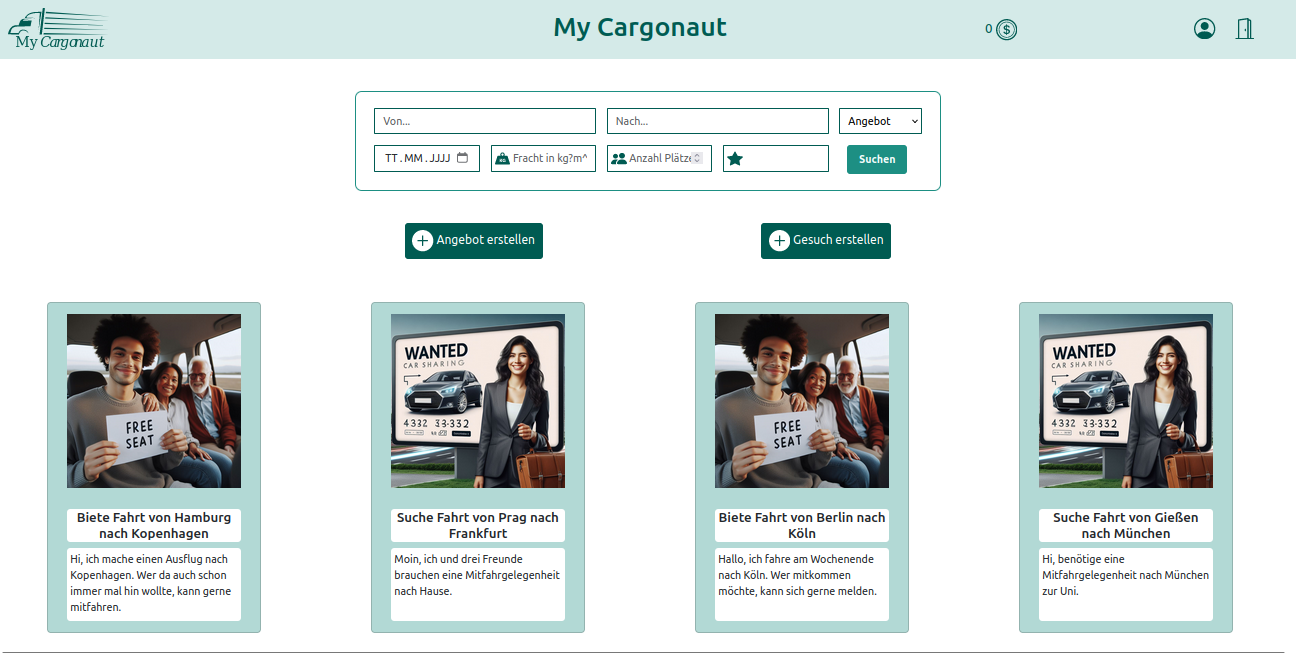 My Cargonaut
My Cargonaut
0
$
Von...
Nach...
Angebot
TT.MM.JJJJ
KG
Fracht in kg?m^
Anzahl Plätze
Suchen
Angebot erstellen
Gesuch erstellen
FREE
SEAT
WANTED
CAR SHARING
4332 33-332
FREE
SEAT
WANTED
CAR SHARING
4332 33-332
Biete Fahrt von Hamburg
nach Kopenhagen
Hi, ich mache einen Ausflug nach
Kopenhagen. Wer da auch schon
immer mal hin wollte, kann gerne
mitfahren.
Suche Fahrt von Prag nach
Frankfurt
Moin, ich und drei Freunde
brauchen eine Mitfahrgelegenheit
nach Hause.
Biete Fahrt von Berlin nach
Köln
Hallo, ich fahre am Wochenende
nach Köln. Wer mitkommen
möchte, kann sich gerne melden.
Suche Fahrt von Gießen
nach München
Hi, benötige eine
Mitfahrgelegenheit nach München
zur Uni.